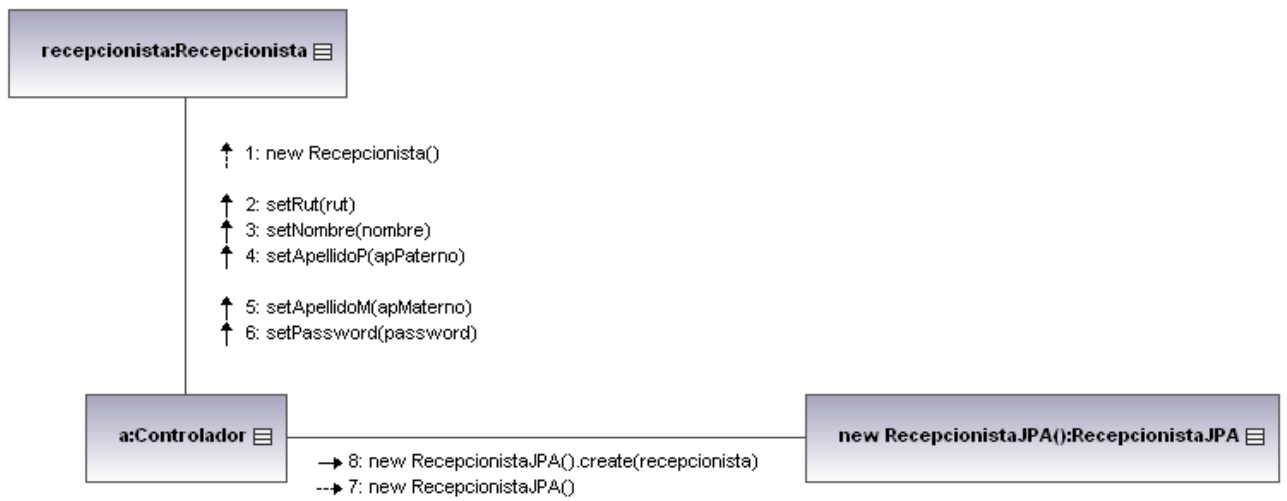 recepcionista:Recepcionista
1: new Recepcionista()
2: setRut(rut)
3: setNombre(nombre)
4: setApellidoP(apPaterno)
5: setApellidoM(apMaterno)
6: setPassword(password)
a:Controlador
new RecepcionistaJPA():RecepcionistaJPA
8: new RecepcionistaJPA().create(recepcionista)
7: new RecepcionistaJPA()